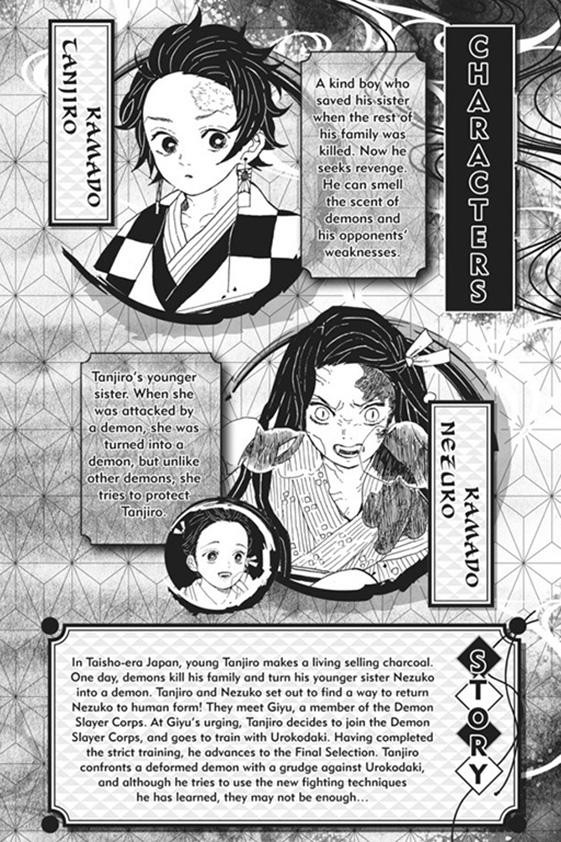 CHARACTERS
TANJIRO
KAMADO
A kind boy who
saved his sister
when the rest of
his family was
killed. Now he
seeks revenge.
He can smell
the scent of
demons and
his opponents'
weaknesses.
Tanjiro's younger
sister. When she
was attacked by
a demon, she was
turned into a
demon, but unlike
other demons, she
tries to protect
Tanjiro.
NEZUKO
KAMADO
STORY
In Taisho-era Japan, young Tanjiro makes a living selling charcoal.
One day, demons kill his family and turn his younger sister Nezuko
into a demon. Tanjiro and Nezuko set out to find a way to return
Nezuko to human form! They meet Giyu, a member of the Demon
Slayer Corps. At Giyu's urging, Tanjiro decides to join the Demon
Slayer Corps, and goes to train with Urokodaki. Having completed
the strict training, he advances to the Final Selection. Tanjiro
confronts a deformed demon with a grudge against Urokodaki,
and although he tries to use the new fighting techniques
he has learned, they may not be enough...